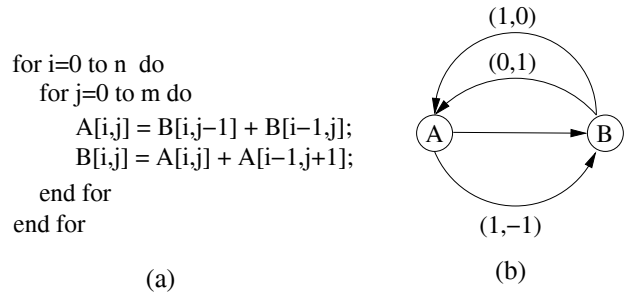 for i=0 to n do
for j=0 to m do
A[i,j] = B[i,j−1] + B[i−1,j];
B[i,j] = A[i,j] + A[i−1,j+1];
end for
end for
(a)
(1,0)
(0,1)
A
B
(1,−1)
(b)